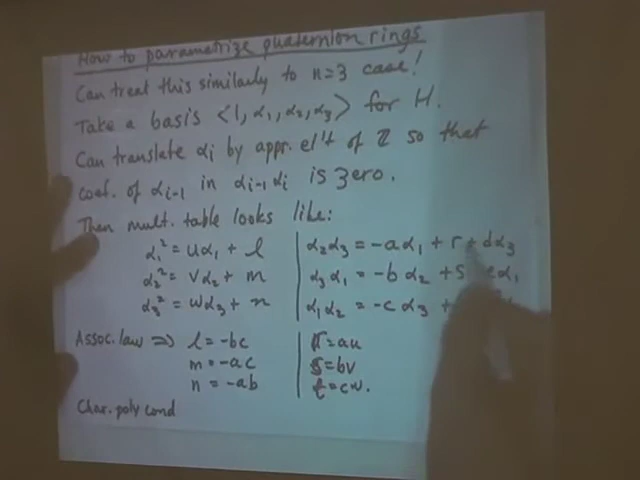 How to parametrize quaternion rings
Can treat this similarly to n=3 case!
Take a basis <1, α₁, α₂, α₃> for H.
Can translate αᵢ by appr. el't of ℤ so that
coef. of αᵢ₋₁ in αᵢ₋₁ αᵢ is zero.
Then mult. table looks like:
α₁² = uα₁ + l | α₂α₃ = -aα₁ + r + dα₃
α₂² = vα₂ + m | α₃α₁ = -bα₂ + s eα₁
α₃² = wα₃ + n | α₁α₂ = -cα₃ +
Assoc. law ⇒ l = -bc | r = au
m = -ac | s = bv
n = -ab | t = cw.
Char. poly cond